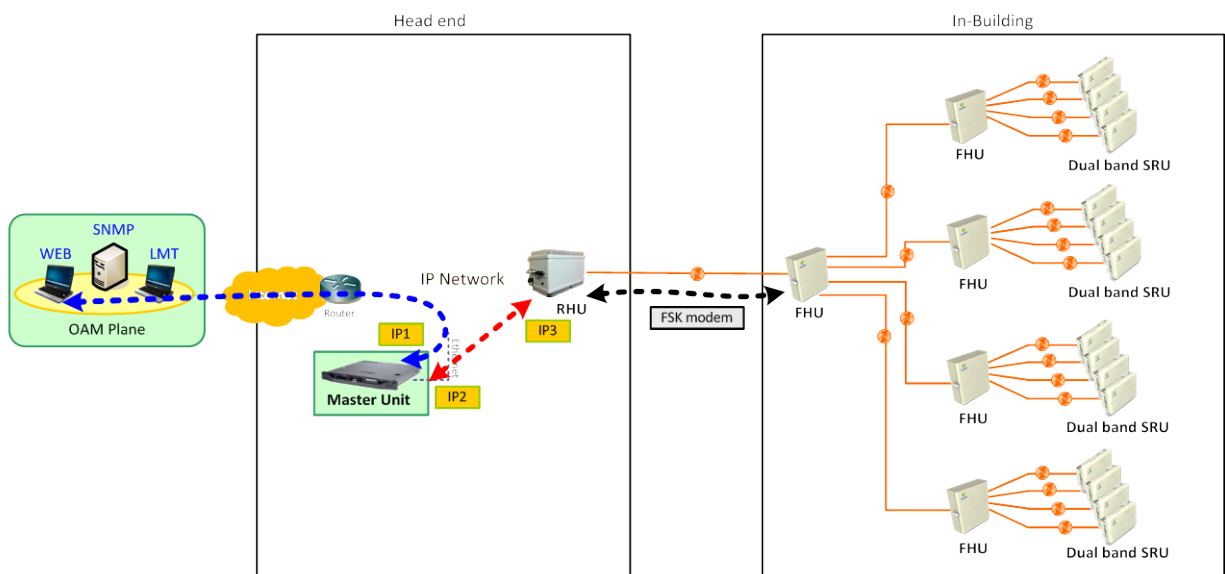 Head end
In-Building
FHU
Dual band SRU
SNMP
WEB
LMT
OAM Plane
Router
IP Network
RHU
FSK modem
FHU
FHU
Dual band SRU
IP1
IP3
Ethernet
Master Unit
IP2
FHU
Dual band SRU
FHU
Dual band SRU